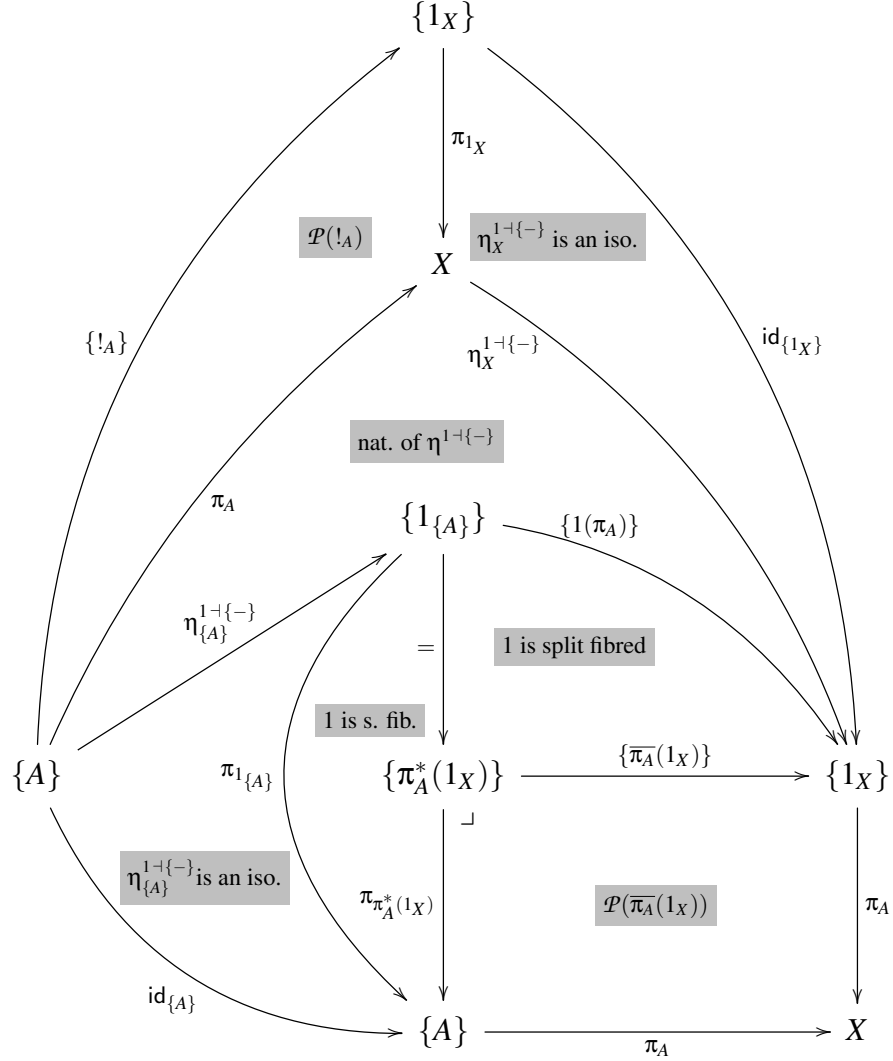 {1_X}
π_{1_X}
𝒫(!_A)
η_X^{1⊣{−}} is an iso.
X
{!_A}
η_X^{1⊣{−}}
id_{{1_X}}
nat. of η^{1⊣{−}}
π_A
{1_{{A}}}
{1(π_A)}
η_{{A}}^{1⊣{−}}
=
1 is split fibred
1 is s. fib.
{A}
π_{1_{{A}}}
{π_A^*(1_X)}
{\overline{π_A}(1_X)}
{1_X}
⌟
η_{{A}}^{1⊣{−}} is an iso.
π_{π_A^*(1_X)}
𝒫(\overline{π_A}(1_X))
π_A
id_{{A}}
{A}
π_A
X